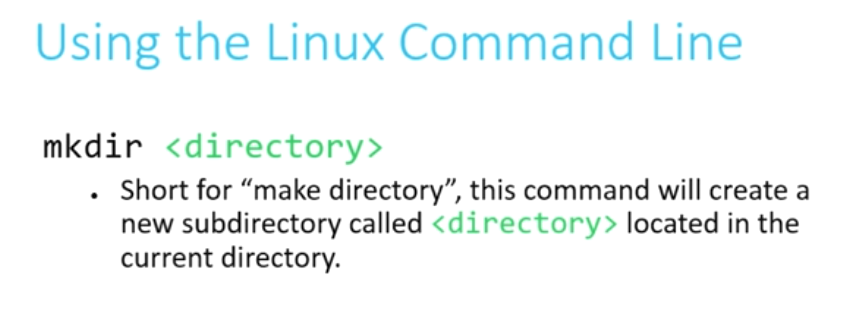 Using the Linux Command Line
mkdir <directory>
• Short for “make directory”, this command will create a
new subdirectory called <directory> located in the
current directory.